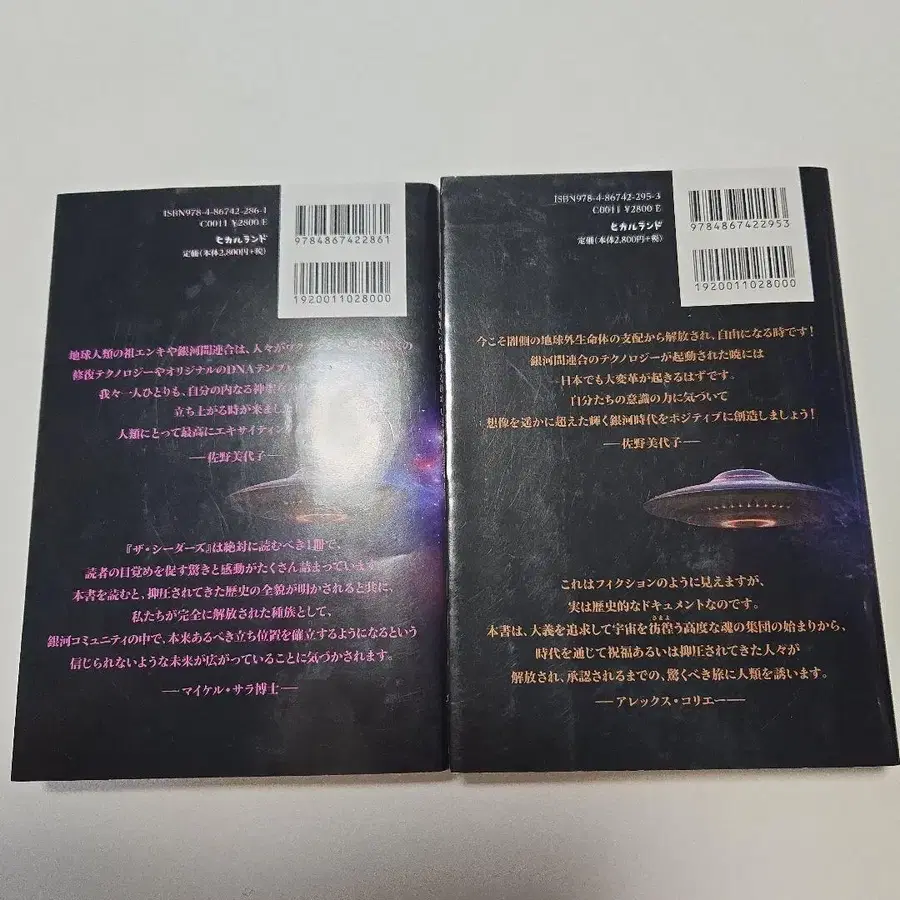 ISBN978-4-86742-286-1
C0011 ¥2800E
ヒカルランド
定価(本体2,800円+税)
9784867422861
1920011028000
地球人類の祖エンキや銀河間連合は、人々が
修復テクノロジーやオリジナルのDNAテンプ
我々一人ひとりも、自分の内なる神聖
立ち上がる時が来まし
人類にとって最高にエキサイティン
—佐野美代子—
『ザ・シーダーズ』は絶対に読むべき1冊で、
読者の目覚めを促す驚きと感動がたくさん詰まっています
本書を読むと、抑圧されてきた歴史の全貌が明かされると共に、
私たちが完全に解放された種族として、
銀河コミュニティの中で、本来あるべき立ち位置を確立するようになるという
信じられないような未来が広がっていることに気づかされます。
—マイケル・サラ博士—
ISBN978-4-86742-295-3
C0011 ¥2800E
ヒカルランド
定価(本体2,800円+税)
9784867422953
1920011028000
今こそ闇側の地球外生命体の支配から解放され、自由になる時です!
銀河間連合のテクノロジーが起動された暁には
日本でも大変革が起きるはずです。
自分たちの意識の力に気づいて
想像を遥かに超えた輝く銀河時代をポジティブに創造しましょう!
—佐野美代子—
これはフィクションのように見えますが、
実は歴史的なドキュメントなのです。
さまよ
本書は、大義を追求して宇宙を彷徨う高度な魂の集団の始まりから、
時代を通じて祝福あるいは抑圧されてきた人々が
解放され、承認されるまでの、驚くべき旅に人類を誘います。
—アレックス・コリエー—